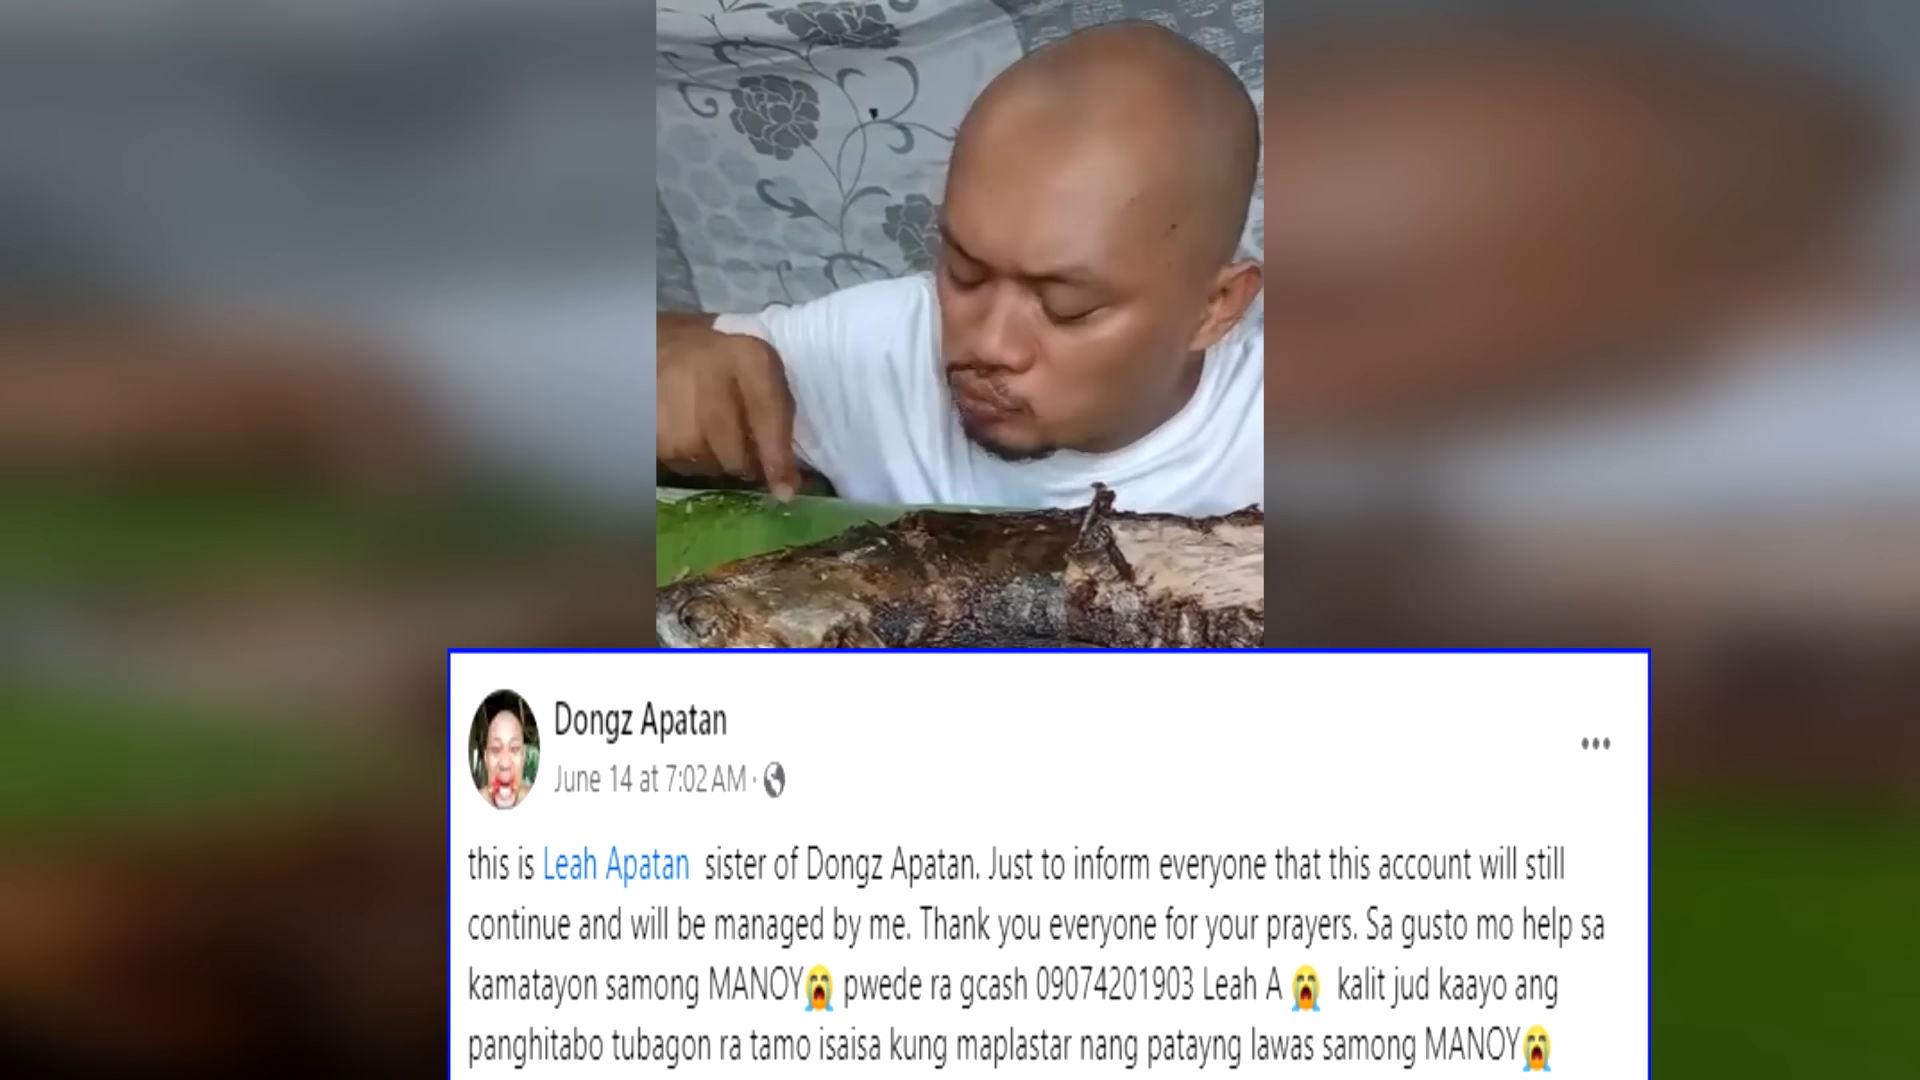 Dongz Apatan
June 14 at 7:02 AM ·
this is Leah Apatan sister of Dongz Apatan. Just to inform everyone that this account will still
continue and will be managed by me. Thank you everyone for your prayers. Sa gusto mo help sa
kamatayon samong MANOY😭 pwede ra gcash 09074201903 Leah A 😭 kalit jud kaayo ang
panghitabo tubagon ra tamo isaisa kung maplastar nang patayng lawas samong MANOY😭